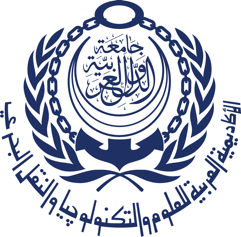 جامعة
الدول العربية
الأكاديمية العربية للعلوم والتكنولوجيا والنقل البحري